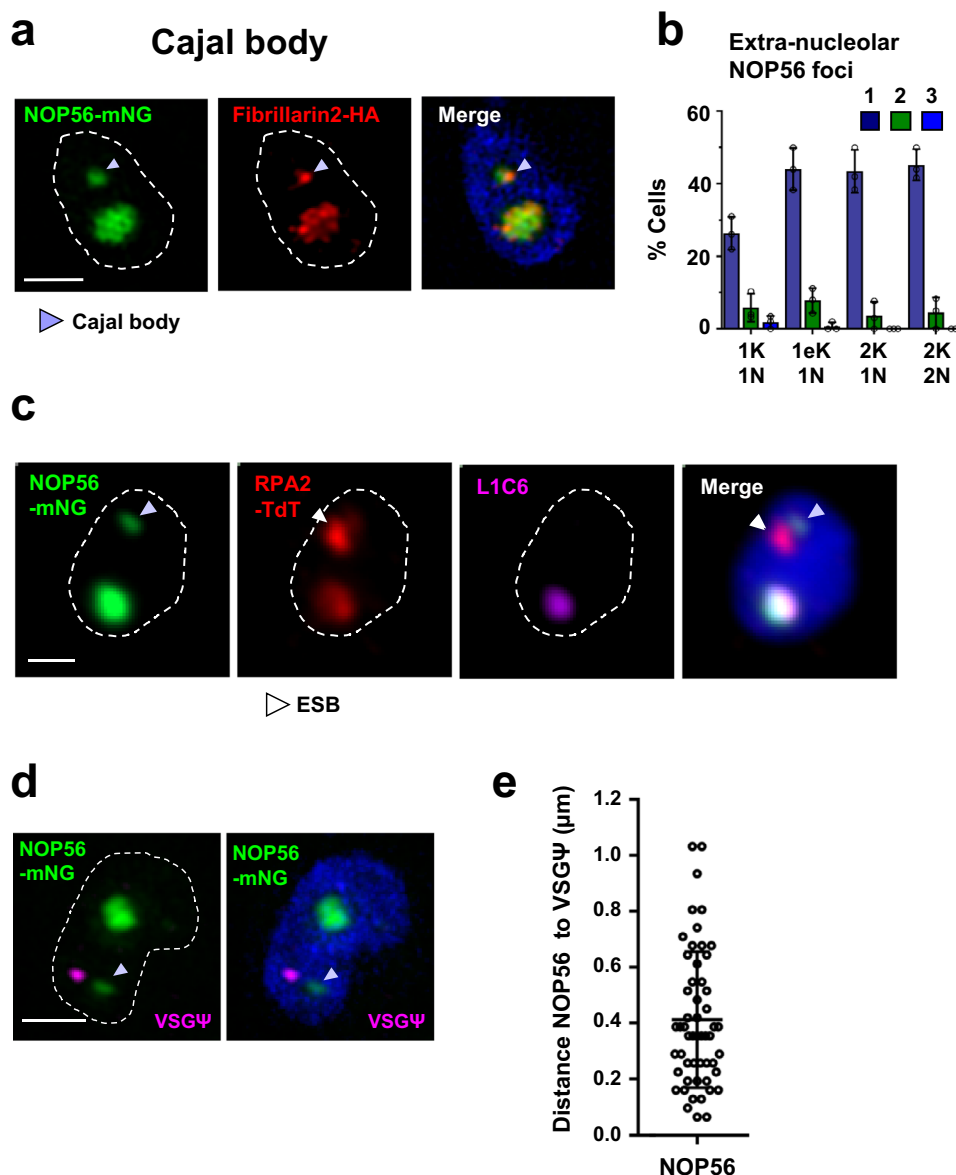 a
Cajal body
NOP56-mNG
Fibrillarin2-HA
Merge
Cajal body
b
Extra-nucleolar
NOP56 foci
1 2 3
% Cells
60
40
20
0
1K 1eK 2K 2K
1N 1N 1N 2N
c
NOP56
-mNG
RPA2
-TdT
L1C6
Merge
ESB
d
NOP56
-mNG
VSGΨ
NOP56
-mNG
VSGΨ
e
Distance NOP56 to VSGΨ (μm)
1.2
1.0
0.8
0.6
0.4
0.2
0.0
NOP56